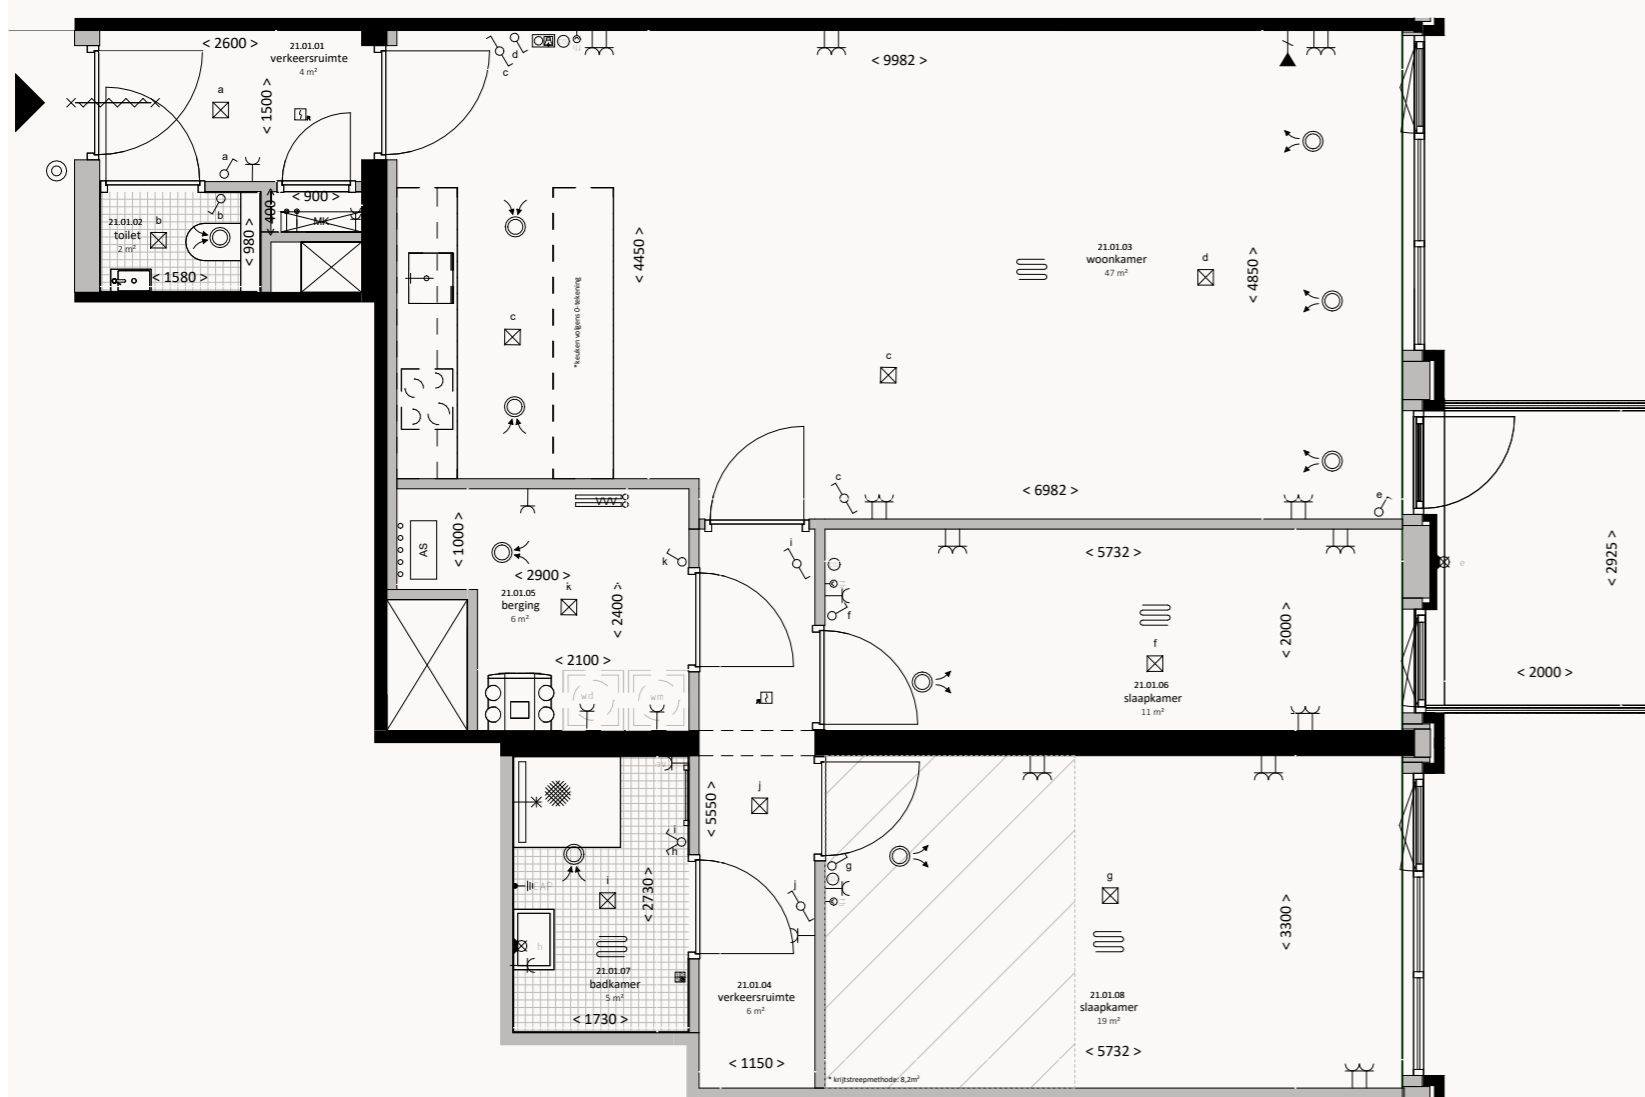 < 2600 >
21.01.01
verkeersruimte
4 m²
a
< 1500 >
a
d
c
< 9982 >
21.01.02
toilet
2 m²
b
b
< 980 >
< 1580 >
400 >
< 900 >
MK
c
< 4450 >
*keuken volgens 0-tekening
21.01.03
woonkamer
47 m²
d
< 4850 >
c
c
< 6982 >
e
VVV
AS
< 1000 >
< 2900 >
k
21.01.05
berging
6 m²
k
< 2400 >
< 2100 >
wd
wm
i
f
< 5732 >
< 2000 >
f
21.01.06
slaapkamer
11 m²
e
< 2925 >
< 2000 >
j
< 5550 >
i
h
CAP
i
< 2730 >
h
21.01.07
badkamer
5 m²
< 1730 >
j
21.01.04
verkeersruimte
6 m²
< 1150 >
g
g
< 3300 >
21.01.08
slaapkamer
19 m²
< 5732 >
* krijtstreepmethode: 8,2m²